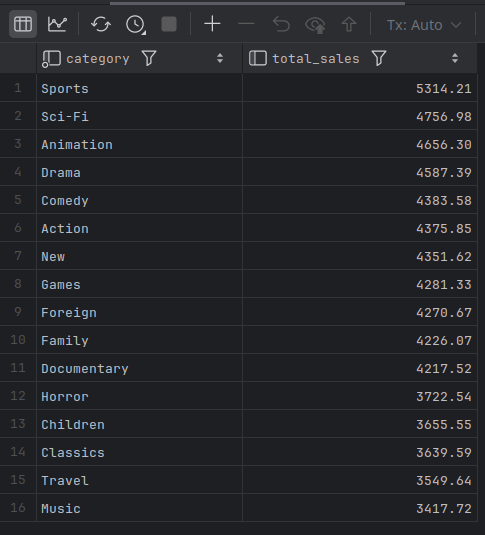 Tx: Auto
category total_sales
1 Sports 5314.21
2 Sci-Fi 4756.98
3 Animation 4656.30
4 Drama 4587.39
5 Comedy 4383.58
6 Action 4375.85
7 New 4351.62
8 Games 4281.33
9 Foreign 4270.67
10 Family 4226.07
11 Documentary 4217.52
12 Horror 3722.54
13 Children 3655.55
14 Classics 3639.59
15 Travel 3549.64
16 Music 3417.72